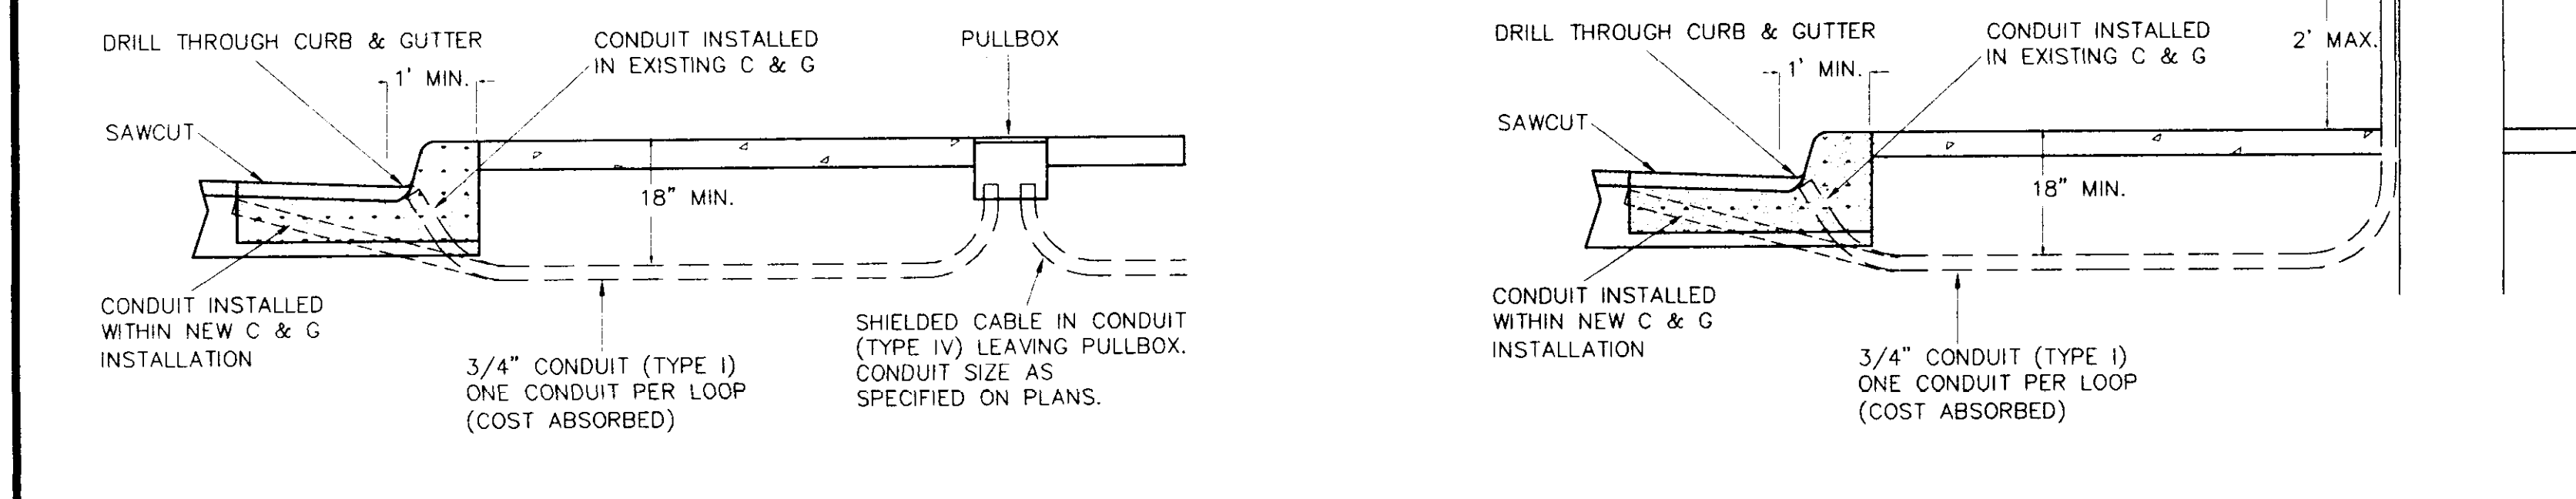 DRILL THROUGH CURB & GUTTER
1' MIN.
CONDUIT INSTALLED
IN EXISTING C & G
PULLBOX
SAWCUT
18" MIN.
CONDUIT INSTALLED
WITHIN NEW C & G
INSTALLATION
3/4" CONDUIT (TYPE I)
ONE CONDUIT PER LOOP
(COST ABSORBED)
SHIELDED CABLE IN CONDUIT
(TYPE IV) LEAVING PULLBOX.
CONDUIT SIZE AS
SPECIFIED ON PLANS.
DRILL THROUGH CURB & GUTTER
1' MIN.
CONDUIT INSTALLED
IN EXISTING C & G
2' MAX.
SAWCUT
18" MIN.
CONDUIT INSTALLED
WITHIN NEW C & G
INSTALLATION
3/4" CONDUIT (TYPE I)
ONE CONDUIT PER LOOP
(COST ABSORBED)